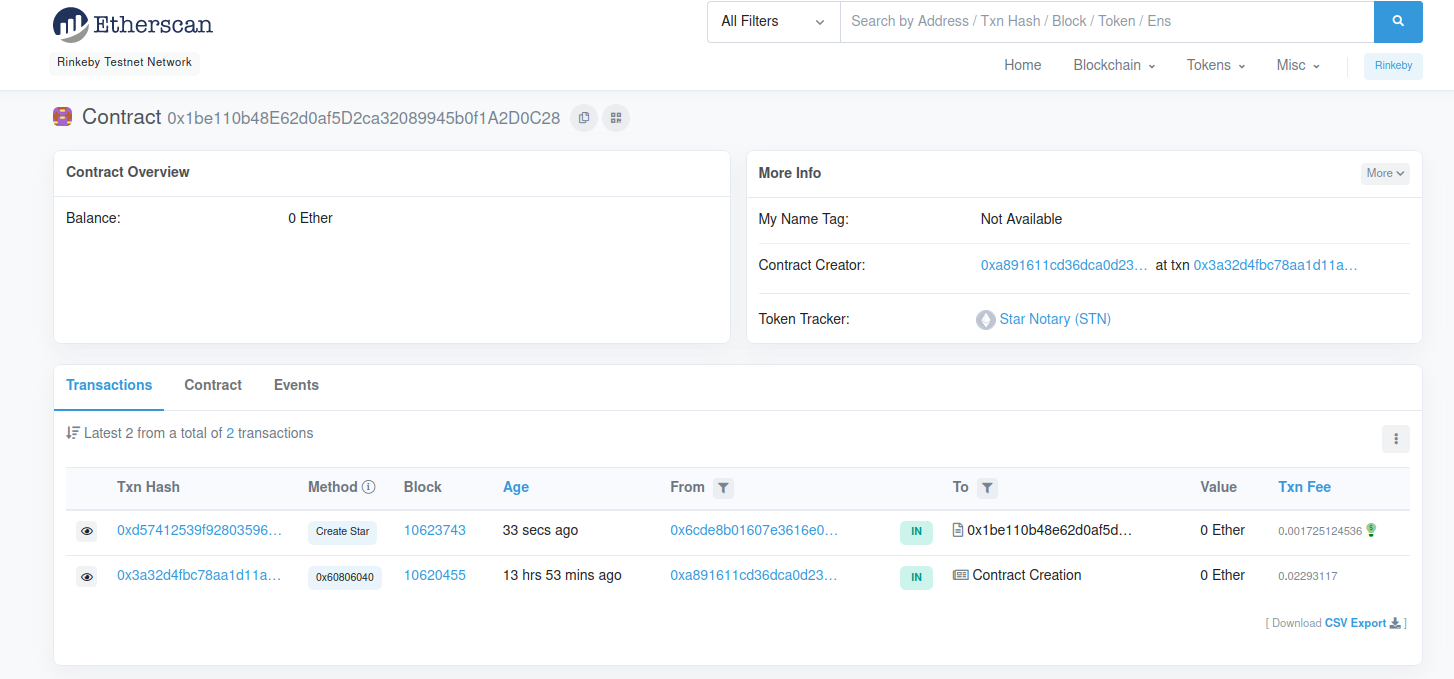 Etherscan
All Filters Search by Address / Txn Hash / Block / Token / Ens
Rinkeby Testnet Network
Home Blockchain Tokens Misc Rinkeby
Contract 0x1be110b48E62d0af5D2ca32089945b0f1A2D0C28
Contract Overview
Balance: 0 Ether
More Info More
My Name Tag: Not Available
Contract Creator: 0xa891611cd36dca0d23... at txn 0x3a32d4fbc78aa1d11a...
Token Tracker: Star Notary (STN)
Transactions Contract Events
Latest 2 from a total of 2 transactions
Txn Hash Method Block Age From To Value Txn Fee
0xd57412539f92803596... Create Star 10623743 33 secs ago 0x6cde8b01607e3616e0... IN 0x1be110b48e62d0af5d... 0 Ether 0.001725124536
0x3a32d4fbc78aa1d11a... 0x60806040 10620455 13 hrs 53 mins ago 0xa891611cd36dca0d23... IN Contract Creation 0 Ether 0.02293117
[ Download CSV Export ]